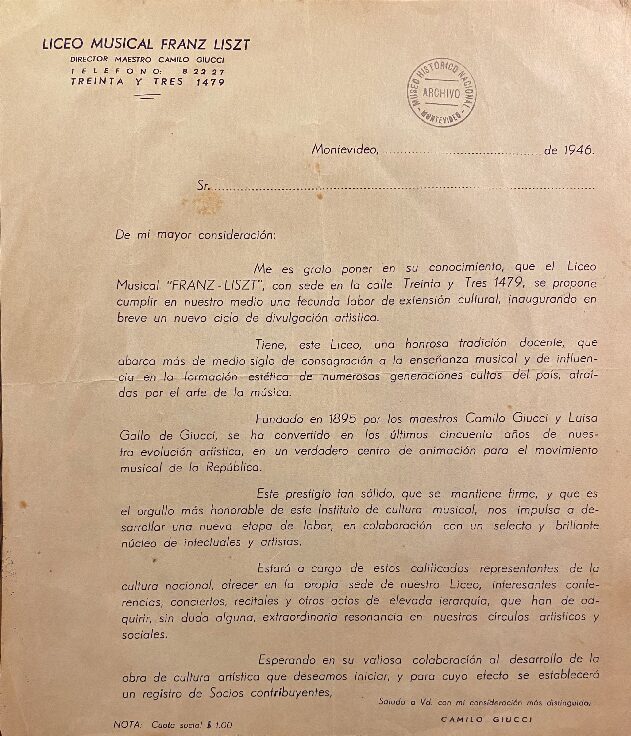 LICEO MUSICAL FRANZ LISZT
DIRECTOR MAESTRO CAMILO GIUCCI
TELEFONO: 8 22 27
TREINTA Y TRES 1479
MUSEO HISTORICO NACIONAL
ARCHIVO
- MONTEVIDEO -
Montevideo, ............................................ de 1946.
Sr. ....................................................................................
De mi mayor consideración:
Me es grato poner en su conocimiento, que el Liceo
Musical "FRANZ-LISZT", con sede en la calle Treinta y Tres 1479, se propone
cumplir en nuestro medio una fecunda labor de extensión cultural, inaugurando en
breve un nuevo ciclo de divulgación artística.
Tiene, este Liceo, una honrosa tradición docente, que
abarca más de medio siglo de consagración a la enseñanza musical y de influen-
cia en la formación estética de numerosas generaciones cultas del país, atraí-
das por el arte de la música.
Fundado en 1895 por los maestros Camilo Giucci y Luisa
Gallo de Giucci, se ha convertido en los últimos cincuenta años de nues-
tra evolución artística, en un verdadero centro de animación para el movimiento
musical de la República.
Este prestigio tan sólido, que se mantiene firme, y que es
el orgullo más honorable de este Instituto de cultura musical, nos impulsa a de-
sarrollar una nueva etapa de labor, en colaboración con un selecto y brillante
núcleo de intectuales y artistas.
Estará a cargo de estos calificados representantes de la
cultura nacional, ofrecer en la propia sede de nuestro Liceo, interesantes confe-
rencias, conciertos, recitales y otros actos de elevada jerarquía, que han de ad-
quirir, sin duda alguna, extraordinaria resonancia en nuestros círculos artísticos y
sociales.
Esperando en su valiosa colaboración al desarrollo de la
obra de cultura artística que deseamos iniciar, y para cuyo efecto se establecerá
un registro de Socios contribuyentes,
Saluda a Vd. con mi consideración más distinguida.
CAMILO GIUCCI
NOTA: Cuota social $ 1.00